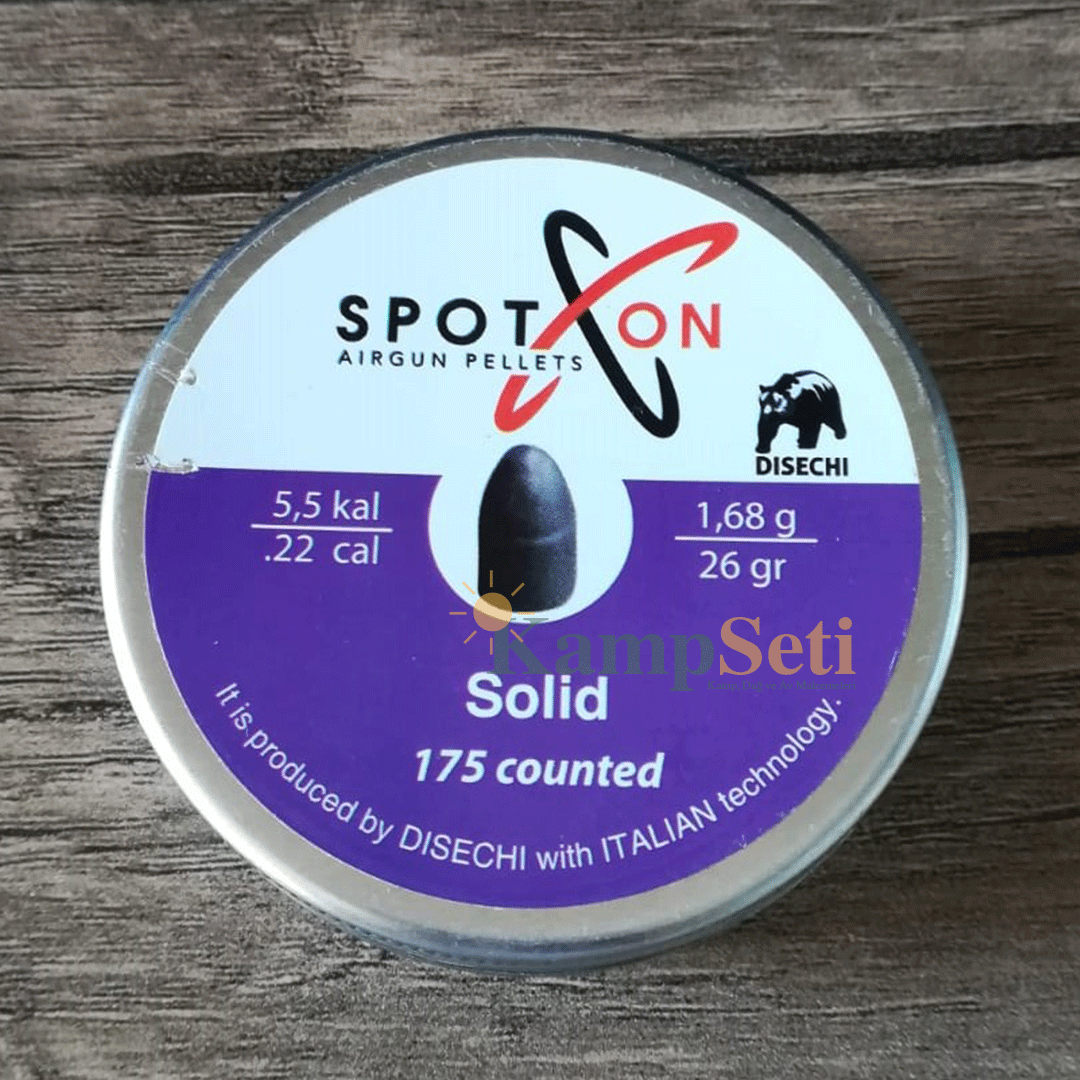 SPOT ON
AIRGUN PELLETS
DISECHI
5,5 kal
.22 cal
1,68 g
26 gr
KampSeti
Solid
175 counted
It is produced by DISECHI with ITALIAN technology.